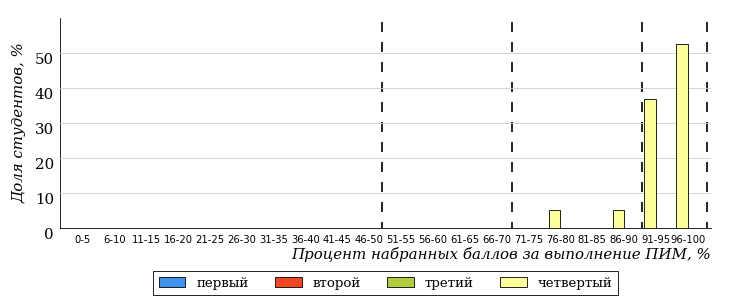 Доля студентов, %
50
40
30
20
10
0
0-5 6-10 11-15 16-20 21-25 26-30 31-35 36-40 41-45 46-50 51-55 56-60 61-65 66-70 71-75 76-80 81-85 86-90 91-95 96-100
Процент набранных баллов за выполнение ПИМ, %
первый второй третий четвертый